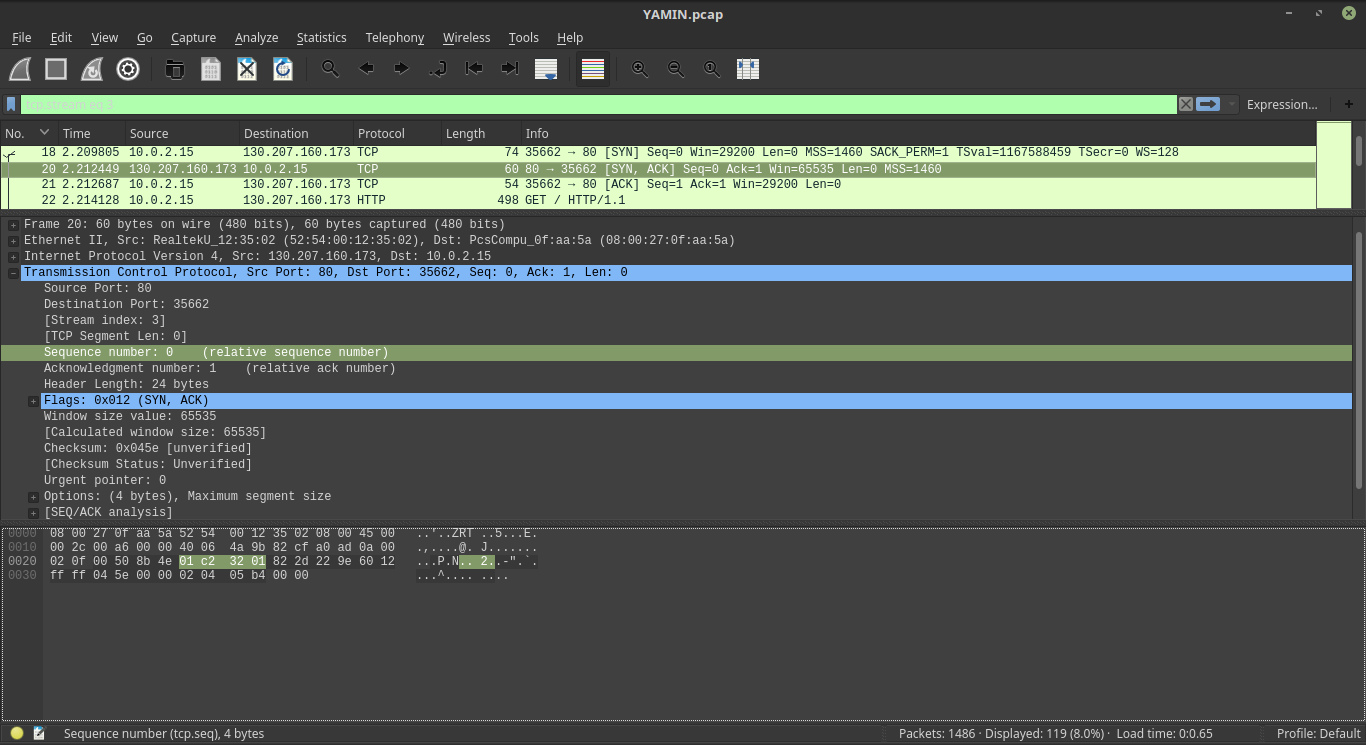 YAMIN.pcap
File Edit View Go Capture Analyze Statistics Telephony Wireless Tools Help
tcp.stream eq 3
Expression...
No. Time Source Destination Protocol Length Info
18 2.209805 10.0.2.15 130.207.160.173 TCP 74 35662 → 80 [SYN] Seq=0 Win=29200 Len=0 MSS=1460 SACK_PERM=1 TSval=1167588459 TSecr=0 WS=128
20 2.212449 130.207.160.173 10.0.2.15 TCP 60 80 → 35662 [SYN, ACK] Seq=0 Ack=1 Win=65535 Len=0 MSS=1460
21 2.212687 10.0.2.15 130.207.160.173 TCP 54 35662 → 80 [ACK] Seq=1 Ack=1 Win=29200 Len=0
22 2.214128 10.0.2.15 130.207.160.173 HTTP 498 GET / HTTP/1.1
Frame 20: 60 bytes on wire (480 bits), 60 bytes captured (480 bits)
Ethernet II, Src: RealtekU_12:35:02 (52:54:00:12:35:02), Dst: PcsCompu_0f:aa:5a (08:00:27:0f:aa:5a)
Internet Protocol Version 4, Src: 130.207.160.173, Dst: 10.0.2.15
Transmission Control Protocol, Src Port: 80, Dst Port: 35662, Seq: 0, Ack: 1, Len: 0
Source Port: 80
Destination Port: 35662
[Stream index: 3]
[TCP Segment Len: 0]
Sequence number: 0 (relative sequence number)
Acknowledgment number: 1 (relative ack number)
Header Length: 24 bytes
Flags: 0x012 (SYN, ACK)
Window size value: 65535
[Calculated window size: 65535]
Checksum: 0x045e [unverified]
[Checksum Status: Unverified]
Urgent pointer: 0
Options: (4 bytes), Maximum segment size
[SEQ/ACK analysis]
0000 08 00 27 0f aa 5a 52 54 00 12 35 02 08 00 45 00 ..'..ZRT ..5...E.
0010 00 2c 00 a6 00 00 40 06 4a 9b 82 cf a0 ad 0a 00 .,....@. J.......
0020 02 0f 00 50 8b 4e 01 c2 32 01 82 2d 22 9e 60 12 ...P.N.. 2..-".`.
0030 ff ff 04 5e 00 00 02 04 05 b4 00 00 ...^.... ....
Sequence number (tcp.seq), 4 bytes
Packets: 1486 · Displayed: 119 (8.0%) · Load time: 0:0.65
Profile: Default